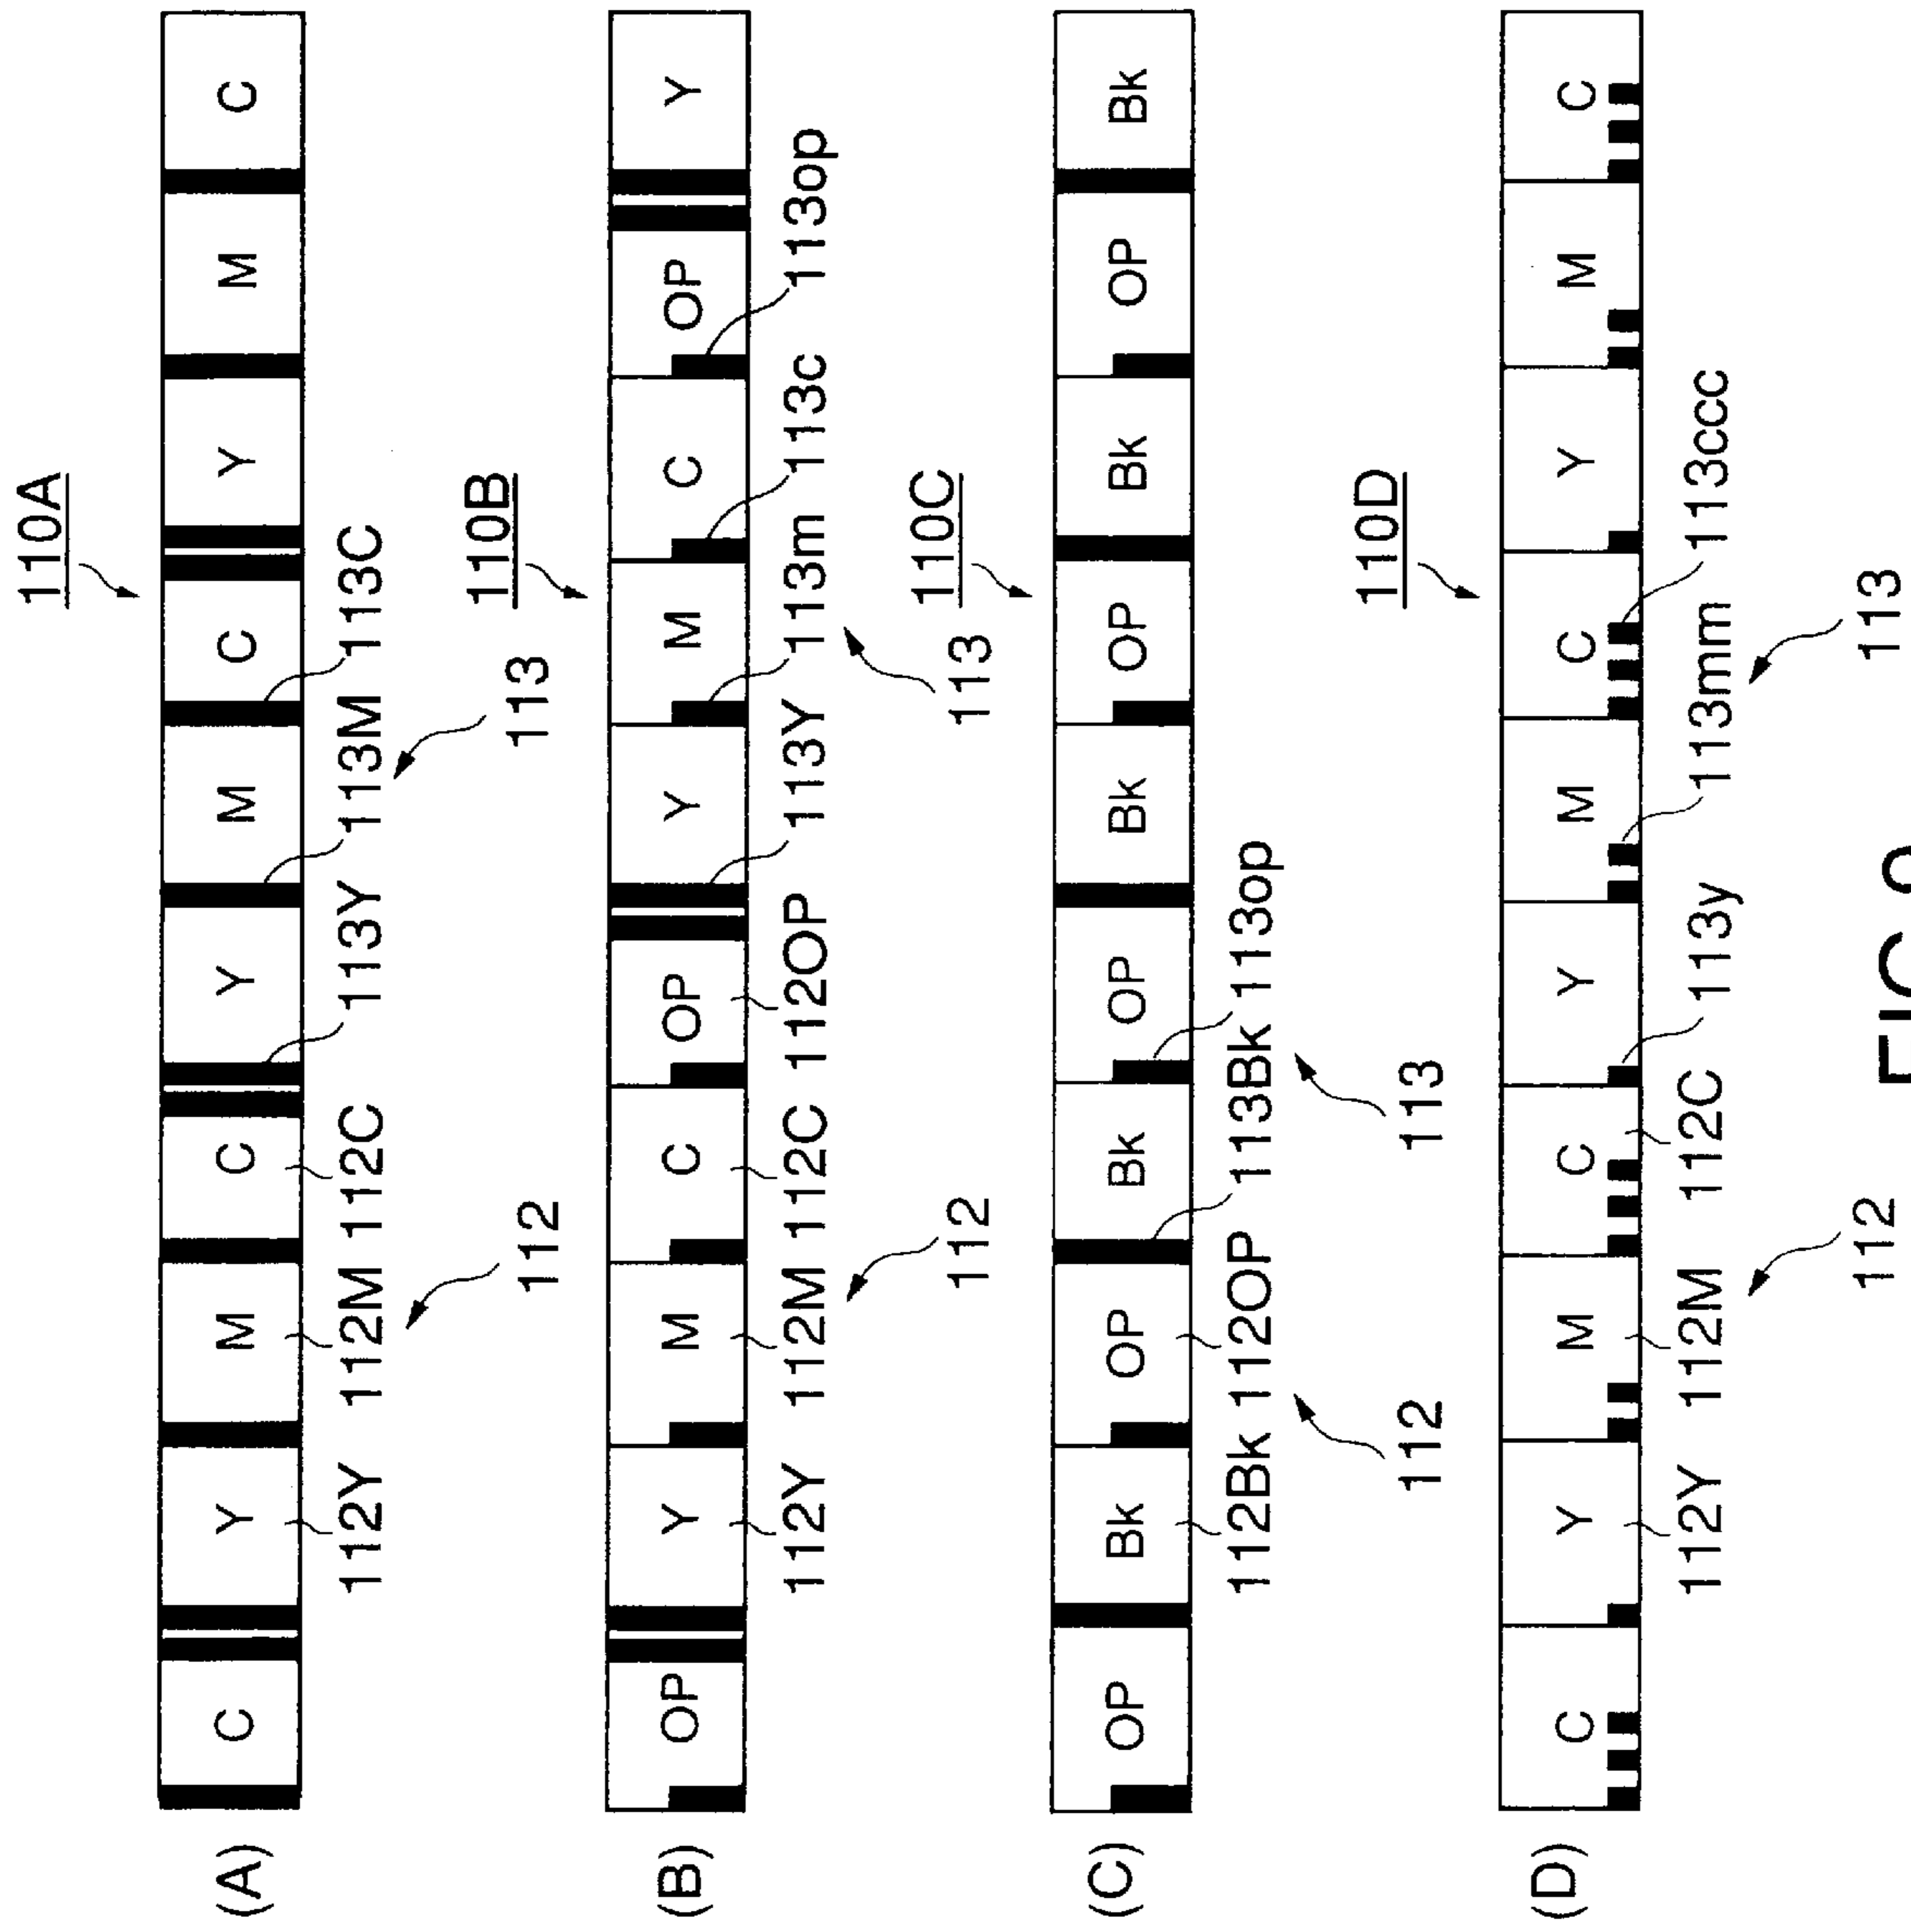 110A
(A) C Y M C Y M C Y M C
112Y 112M 112C 113Y 113M 113C
112 113
110B
(B) OP Y M C OP Y M C OP Y
112Y 112M 112C 112OP 113Y 113m 113c 113op
112 113
110C
(C) OP Bk OP Bk OP Bk OP Bk OP Bk
112Bk 112OP 113Bk 113op
112 113
110D
(D) C Y M C Y M C Y M C
112Y 112M 112C 113y 113mm 113ccc
112 113